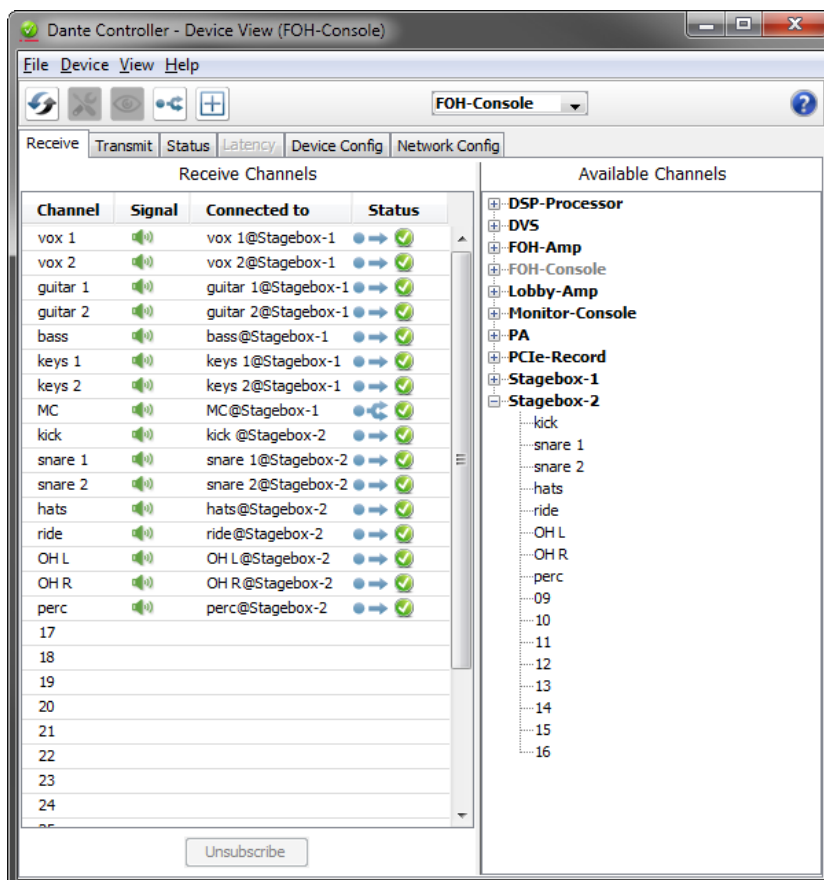 Dante Controller - Device View (FOH-Console)
File Device View Help
FOH-Console
Receive Transmit Status Latency Device Config Network Config
Receive Channels
Channel Signal Connected to Status
vox 1 vox 1@Stagebox-1
vox 2 vox 2@Stagebox-1
guitar 1 guitar 1@Stagebox-1
guitar 2 guitar 2@Stagebox-1
bass bass@Stagebox-1
keys 1 keys 1@Stagebox-1
keys 2 keys 2@Stagebox-1
MC MC@Stagebox-1
kick kick @Stagebox-2
snare 1 snare 1@Stagebox-2
snare 2 snare 2@Stagebox-2
hats hats@Stagebox-2
ride ride@Stagebox-2
OH L OH L@Stagebox-2
OH R OH R@Stagebox-2
perc perc@Stagebox-2
17
18
19
20
21
22
23
24
Unsubscribe
Available Channels
DSP-Processor
DVS
FOH-Amp
FOH-Console
Lobby-Amp
Monitor-Console
PA
PCIe-Record
Stagebox-1
Stagebox-2
kick
snare 1
snare 2
hats
ride
OH L
OH R
perc
09
10
11
12
13
14
15
16